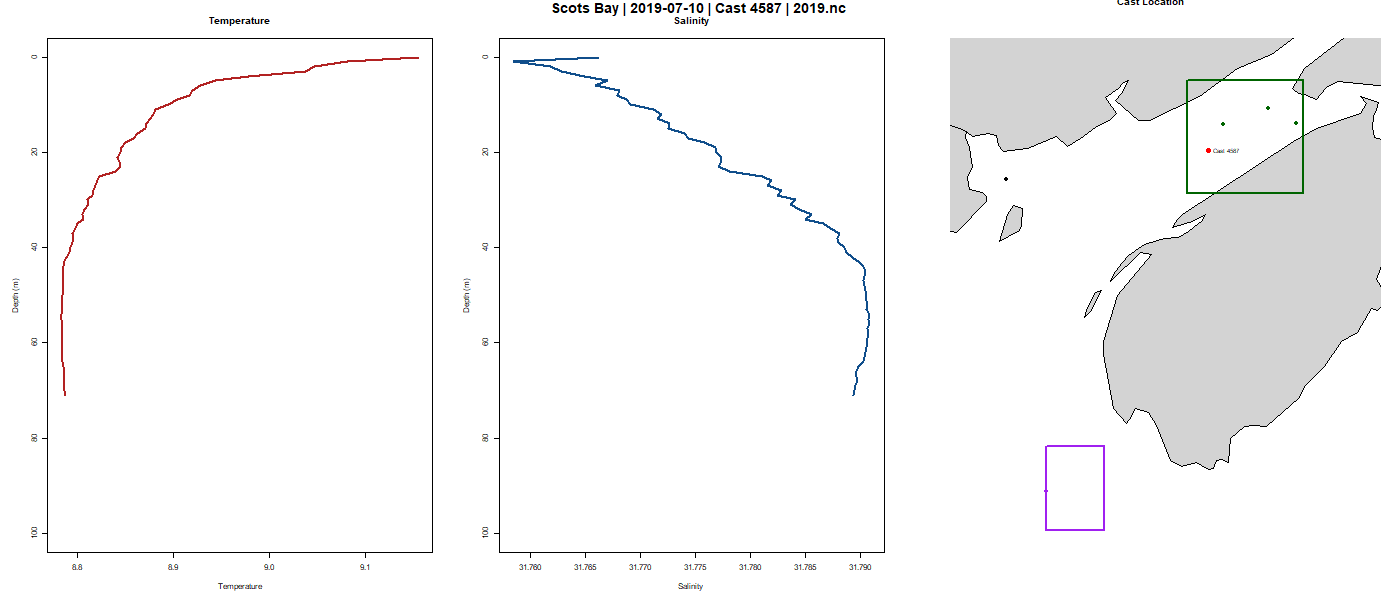 Scots Bay | 2019-07-10 | Cast 4587 | 2019.nc
Temperature
0
20
40
60
80
100
Depth (m)
8.8 8.9 9.0 9.1
Temperature
Salinity
0
20
40
60
80
100
Depth (m)
31.760 31.765 31.770 31.775 31.780 31.785 31.790
Salinity
Cast Location
Cast 4587